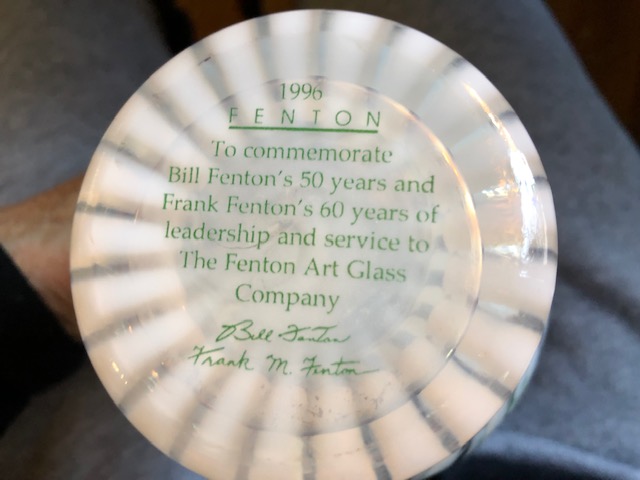 1996
FENTON
To commemorate
Bill Fenton's 50 years and
Frank Fenton's 60 years of
leadership and service to
The Fenton Art Glass
Company
Bill Fenton
Frank M. Fenton